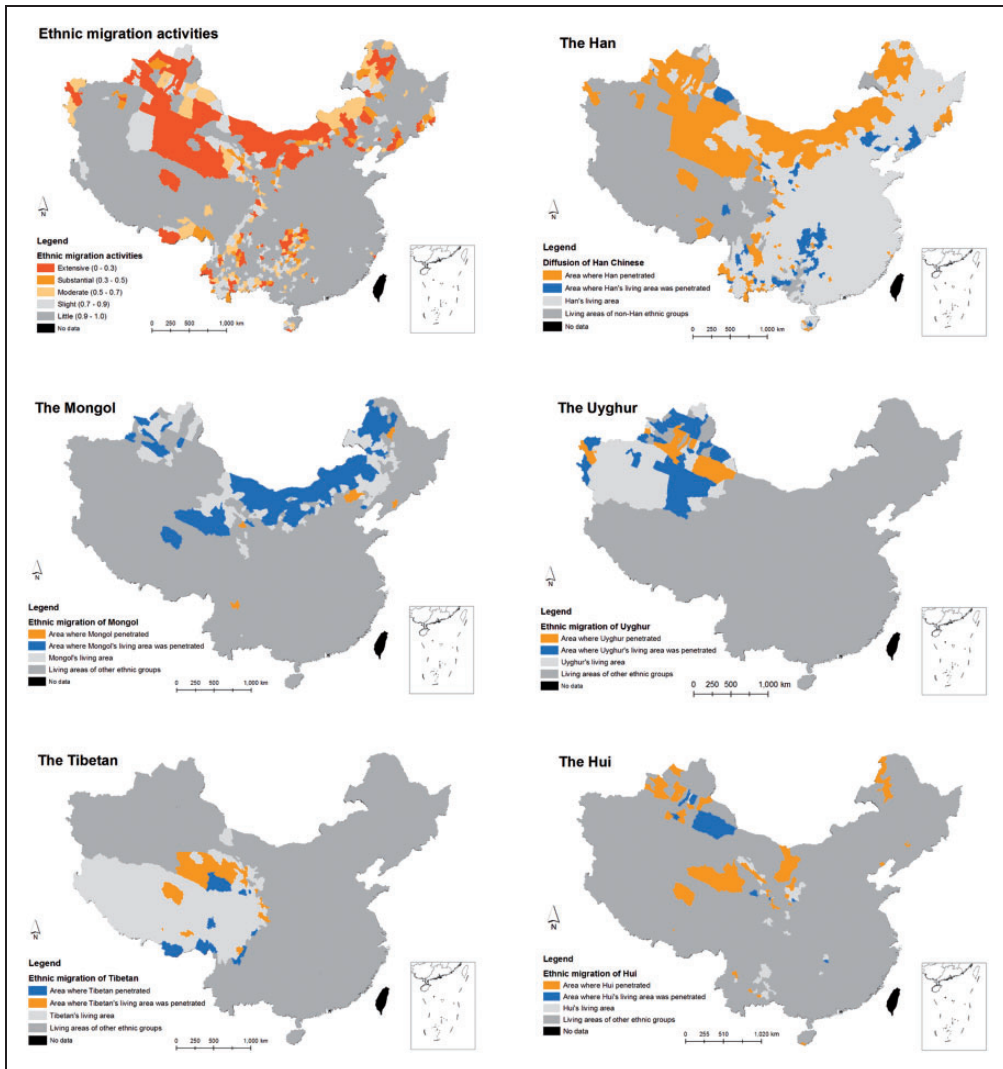 Ethnic migration activities
N
Legend
Ethnic migration activities
Extensive (0 - 0.3)
Substantial (0.3 - 0.5)
Moderate (0.5 - 0.7)
Slight (0.7 - 0.9)
Little (0.9 - 1.0)
No data
0 250 500 1,000 km
The Han
N
Legend
Diffusion of Han Chinese
Area where Han penetrated
Area where Han's living area was penetrated
Han's living area
Living areas of non-Han ethnic groups
No data
0 250 500 1,000 km
The Mongol
N
Legend
Ethnic migration of Mongol
Area where Mongol penetrated
Area where Mongol's living area was penetrated
Mongol's living area
Living areas of other ethnic groups
No data
0 250 500 1,000 km
The Uyghur
N
Legend
Ethnic migration of Uyghur
Area where Uyghur penetrated
Area where Uyghur's living area was penetrated
Uyghur's living area
Living areas of other ethnic groups
No data
0 250 500 1,000 km
The Tibetan
N
Legend
Ethnic migration of Tibetan
Area where Tibetan penetrated
Area where Tibetan's living area was penetrated
Tibetan's living area
Living areas of other ethnic groups
No data
0 250 500 1,000 km
The Hui
N
Legend
Ethnic migration of Hui
Area where Hui penetrated
Area where Hui's living area was penetrated
Hui's living area
Living areas of other ethnic groups
No data
0 255 510 1,020 km